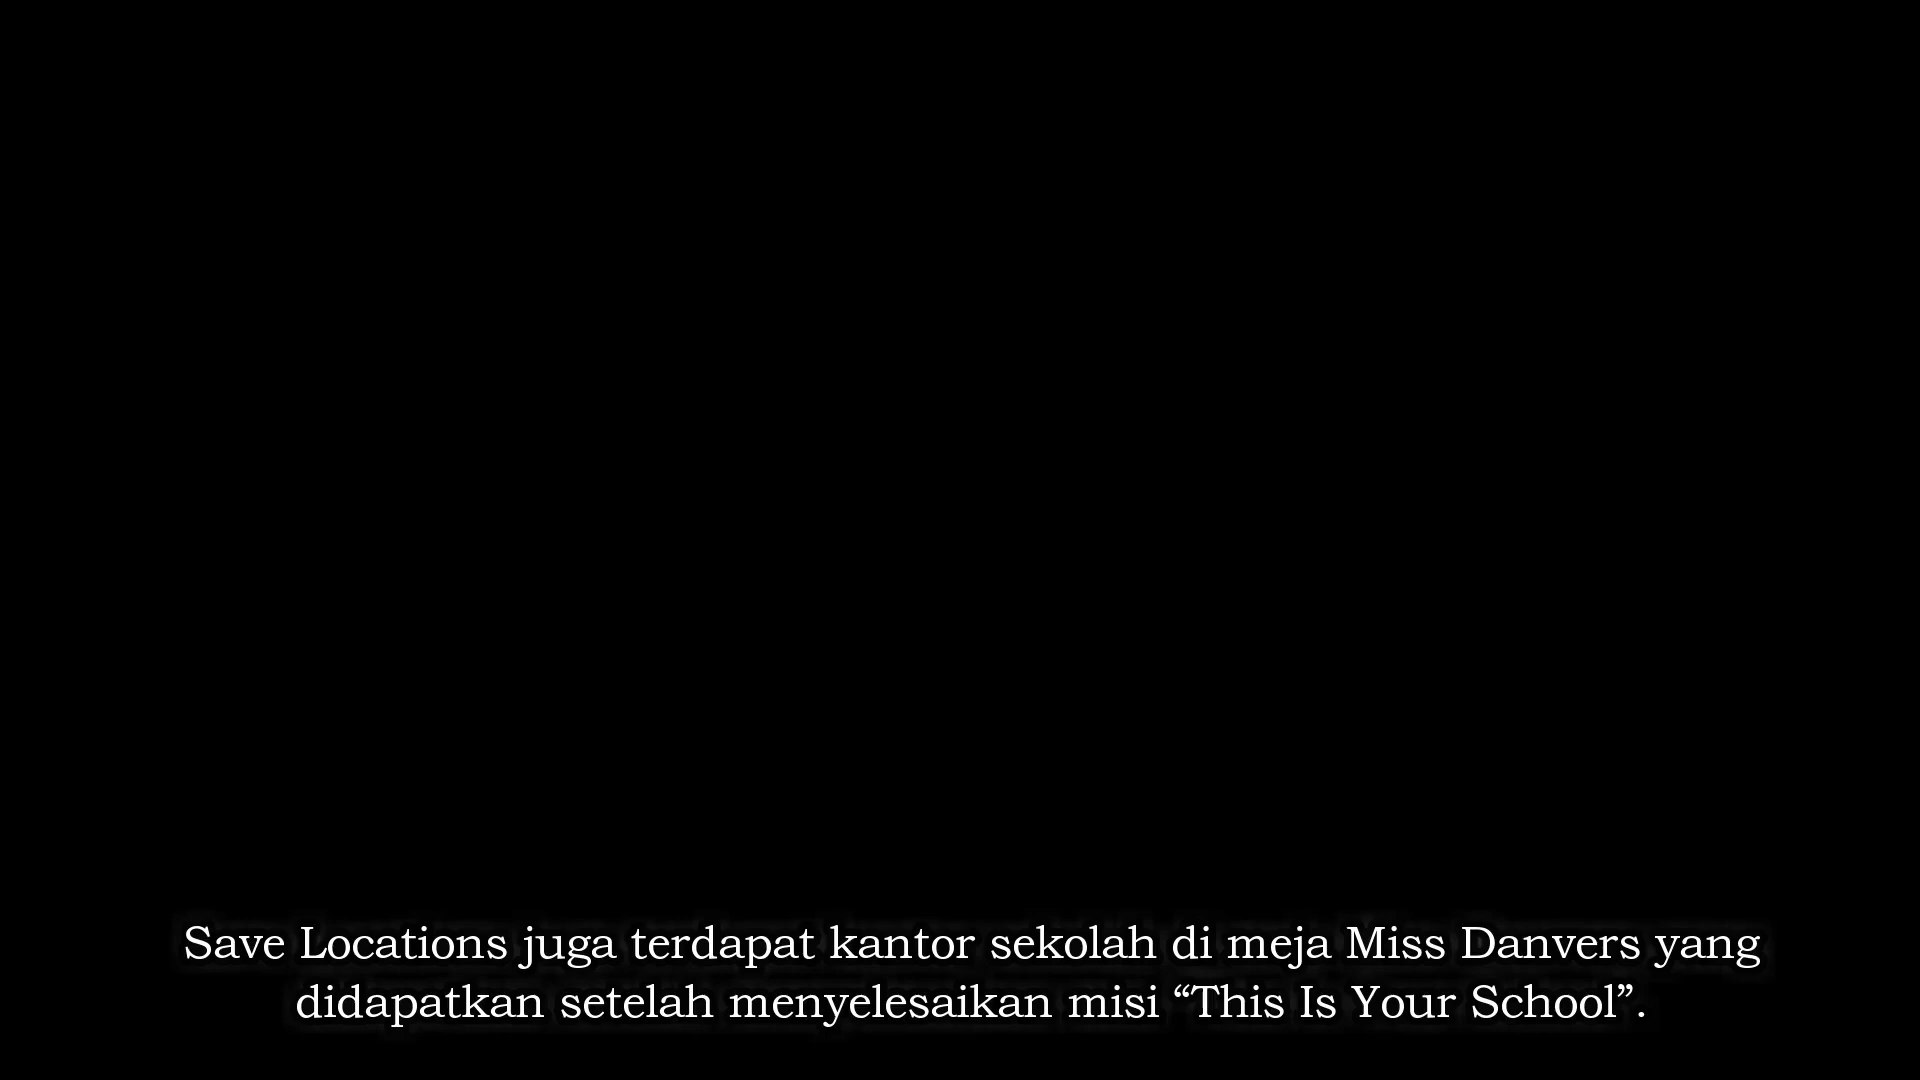 Save Locations juga terdapat kantor sekolah di meja Miss Danvers yang
didapatkan setelah menyelesaikan misi “This Is Your School”.